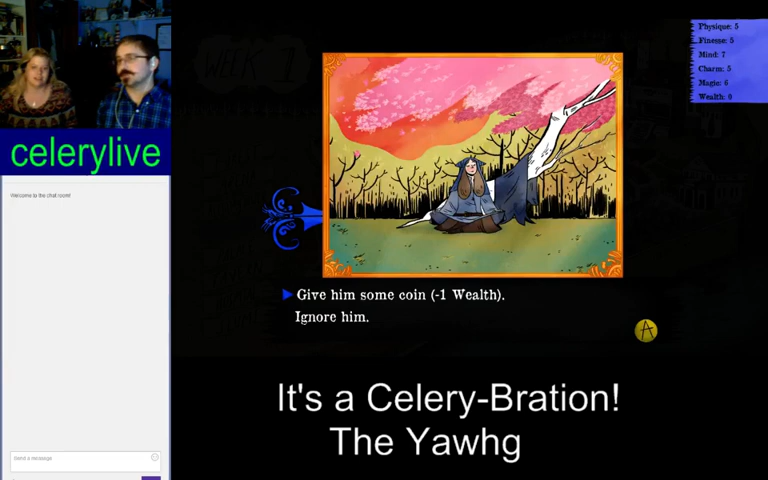 WEEK
Physique: 5
Finesse: 5
Mind: 7
Charm: 5
Magic: 6
Wealth: 0
celerylive
Welcome to the chat room!
Give him some coin (-1 Wealth).
Ignore him.
A
It's a Celery-Bration!
The Yawhg
Send a message